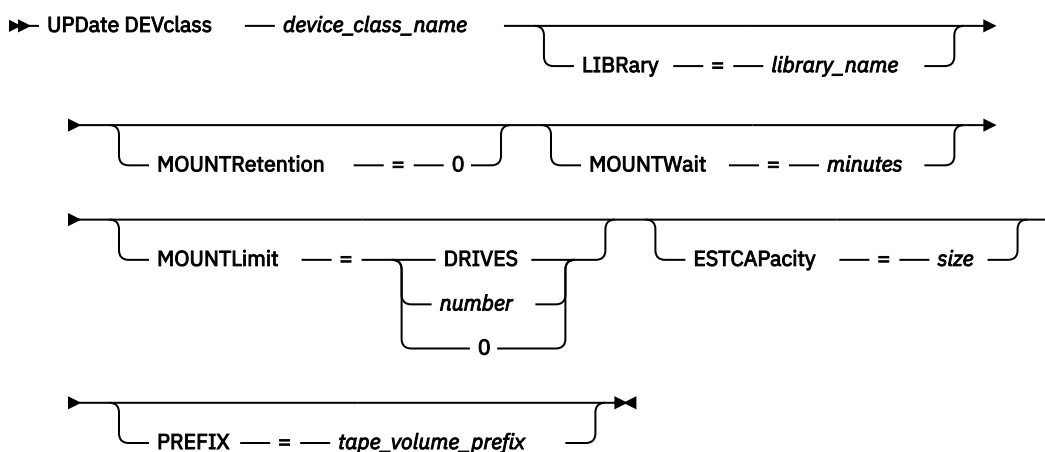 UPDate DEVclass device_class_name
LIBRary = library_name
MOUNTRetention = 0 MOUNTWait = minutes
MOUNTLimit = DRIVES ESTCAPacity = size
number
0
PREFIX = tape_volume_prefix